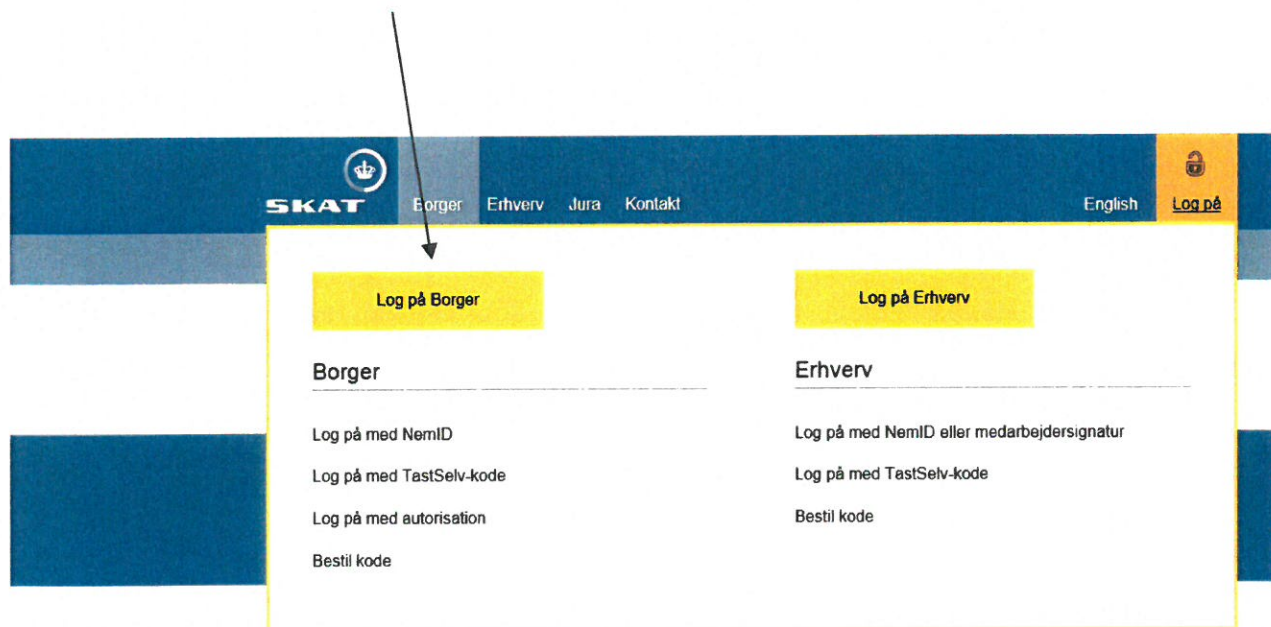 SKAT
Borger Erhverv Jura Kontakt English Log på
Log på Borger
Borger
Log på med NemID
Log på med TastSelv-kode
Log på med autorisation
Bestil kode
Log på Erhverv
Erhverv
Log på med NemID eller medarbejdersignatur
Log på med TastSelv-kode
Bestil kode